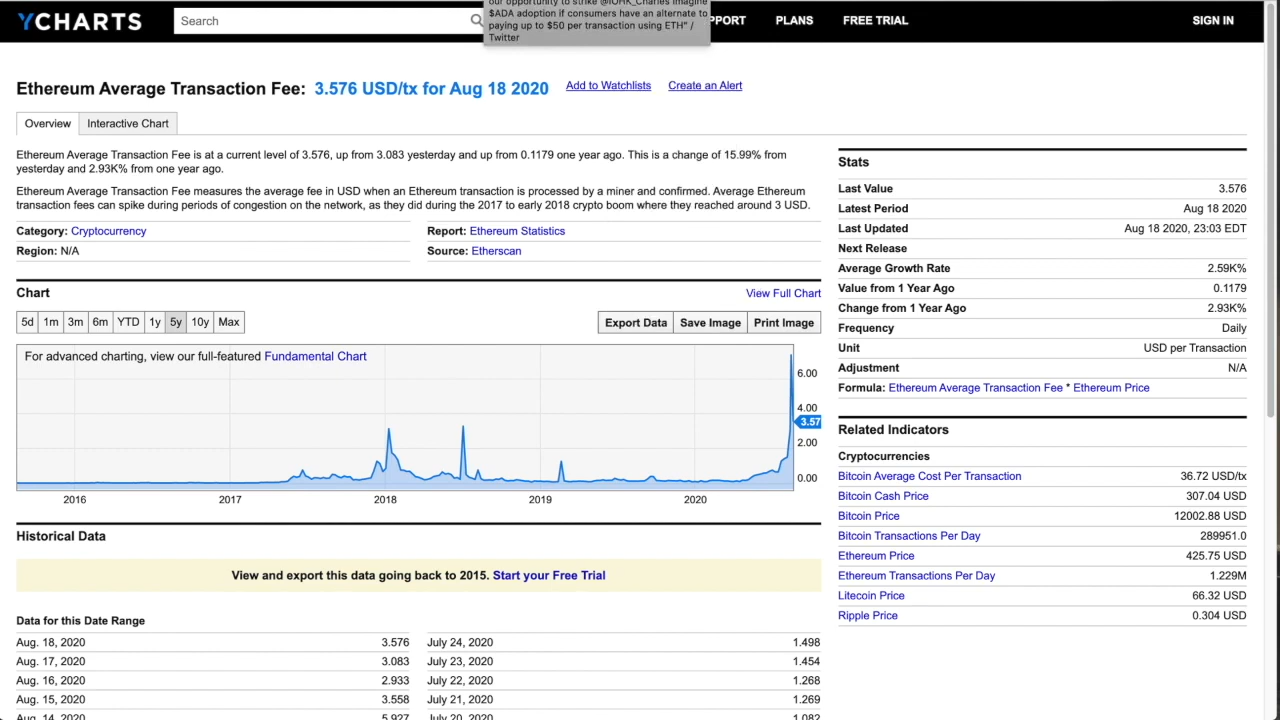 YCHARTS
Search
our opportunity to strike @IOHK_Charles imagine
$ADA adoption if consumers have an alternate to
paying up to $50 per transaction using ETH" /
Twitter
PORT
PLANS
FREE TRIAL
SIGN IN
Ethereum Average Transaction Fee: 3.576 USD/tx for Aug 18 2020
Add to Watchlists
Create an Alert
Overview
Interactive Chart
Ethereum Average Transaction Fee is at a current level of 3.576, up from 3.083 yesterday and up from 0.1179 one year ago. This is a change of 15.99% from
yesterday and 2.93K% from one year ago.
Ethereum Average Transaction Fee measures the average fee in USD when an Ethereum transaction is processed by a miner and confirmed. Average Ethereum
transaction fees can spike during periods of congestion on the network, as they did during the 2017 to early 2018 crypto boom where they reached around 3 USD.
Category: Cryptocurrency
Region: N/A
Report: Ethereum Statistics
Source: Etherscan
Chart
View Full Chart
5d 1m 3m 6m YTD 1y 5y 10y Max
Export Data Save Image Print Image
For advanced charting, view our full-featured Fundamental Chart
6.00
4.00
3.57
2.00
0.00
2016 2017 2018 2019 2020
Historical Data
View and export this data going back to 2015. Start your Free Trial
Data for this Date Range
Aug. 18, 2020 3.576
Aug. 17, 2020 3.083
Aug. 16, 2020 2.933
Aug. 15, 2020 3.558
Aug. 14, 2020 5.927
July 24, 2020 1.498
July 23, 2020 1.454
July 22, 2020 1.268
July 21, 2020 1.269
July 20, 2020 1.082
Stats
Last Value 3.576
Latest Period Aug 18 2020
Last Updated Aug 18 2020, 23:03 EDT
Next Release
Average Growth Rate 2.59K%
Value from 1 Year Ago 0.1179
Change from 1 Year Ago 2.93K%
Frequency Daily
Unit USD per Transaction
Adjustment N/A
Formula: Ethereum Average Transaction Fee * Ethereum Price
Related Indicators
Cryptocurrencies
Bitcoin Average Cost Per Transaction 36.72 USD/tx
Bitcoin Cash Price 307.04 USD
Bitcoin Price 12002.88 USD
Bitcoin Transactions Per Day 289951.0
Ethereum Price 425.75 USD
Ethereum Transactions Per Day 1.229M
Litecoin Price 66.32 USD
Ripple Price 0.304 USD